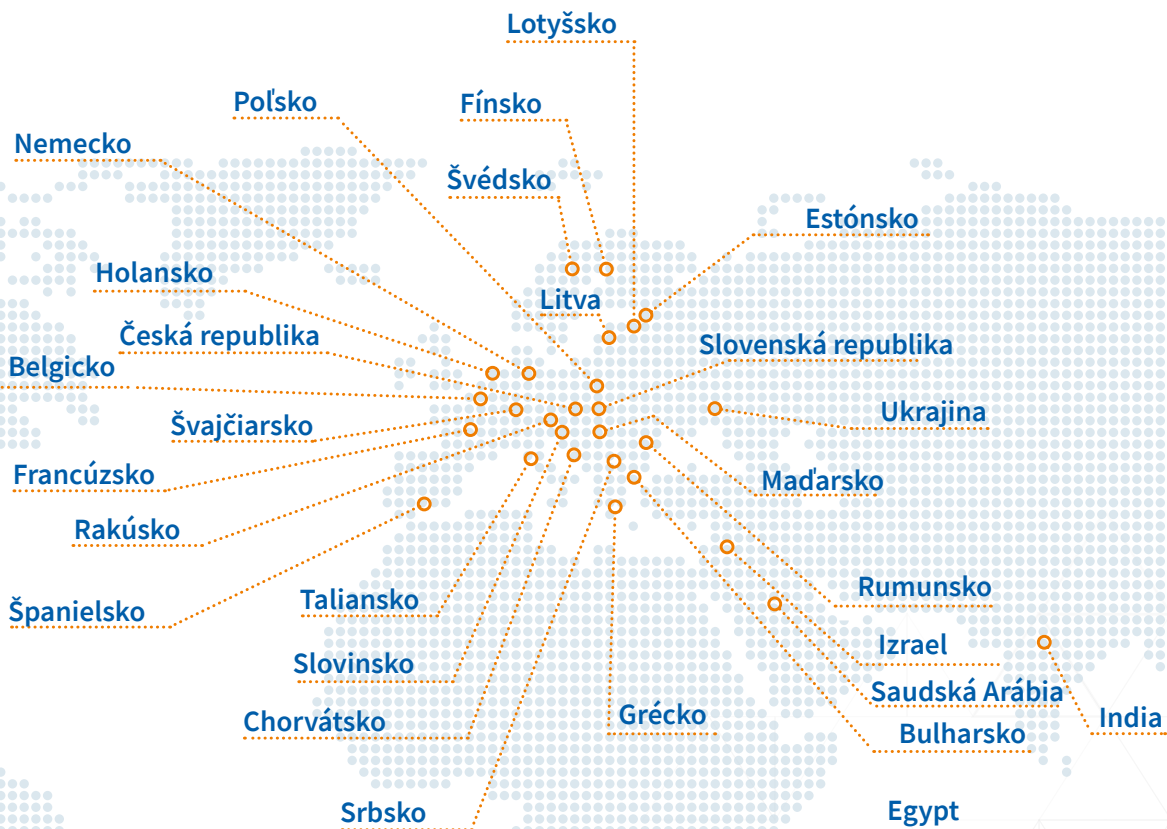 Lotyšsko
Poľsko
Fínsko
Nemecko
Švédsko
Estónsko
Holansko
Litva
Česká republika
Slovenská republika
Belgicko
Ukrajina
Švajčiarsko
Francúzsko
Maďarsko
Rakúsko
Rumunsko
Taliansko
Španielsko
Izrael
Slovinsko
Saudská Arábia
Grécko
India
Chorvátsko
Bulharsko
Egypt
Srbsko